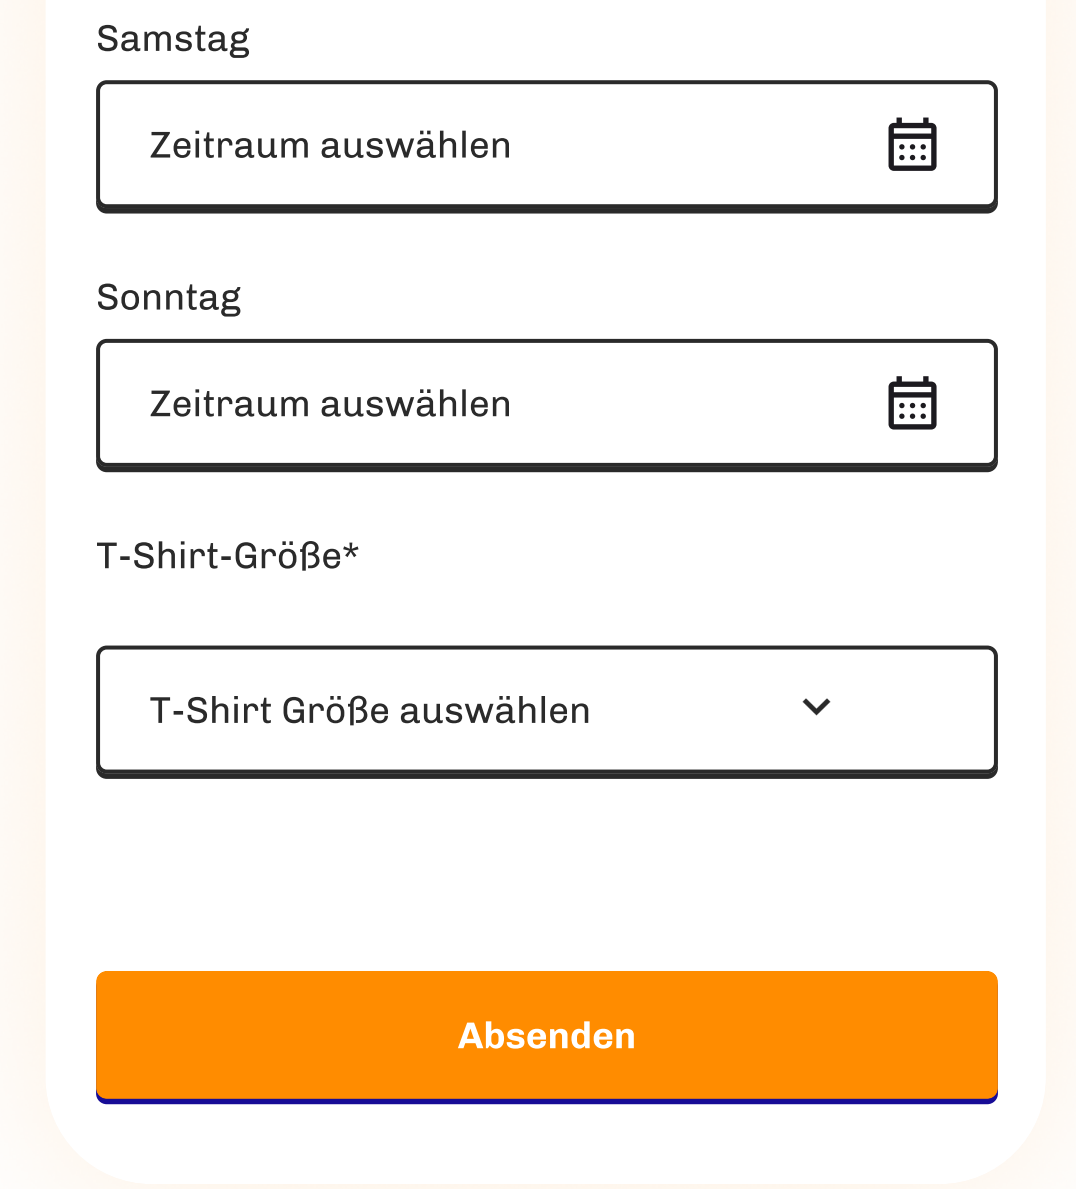 Samstag
Zeitraum auswählen
Sonntag
Zeitraum auswählen
T-Shirt-Größe*
T-Shirt Größe auswählen
Absenden